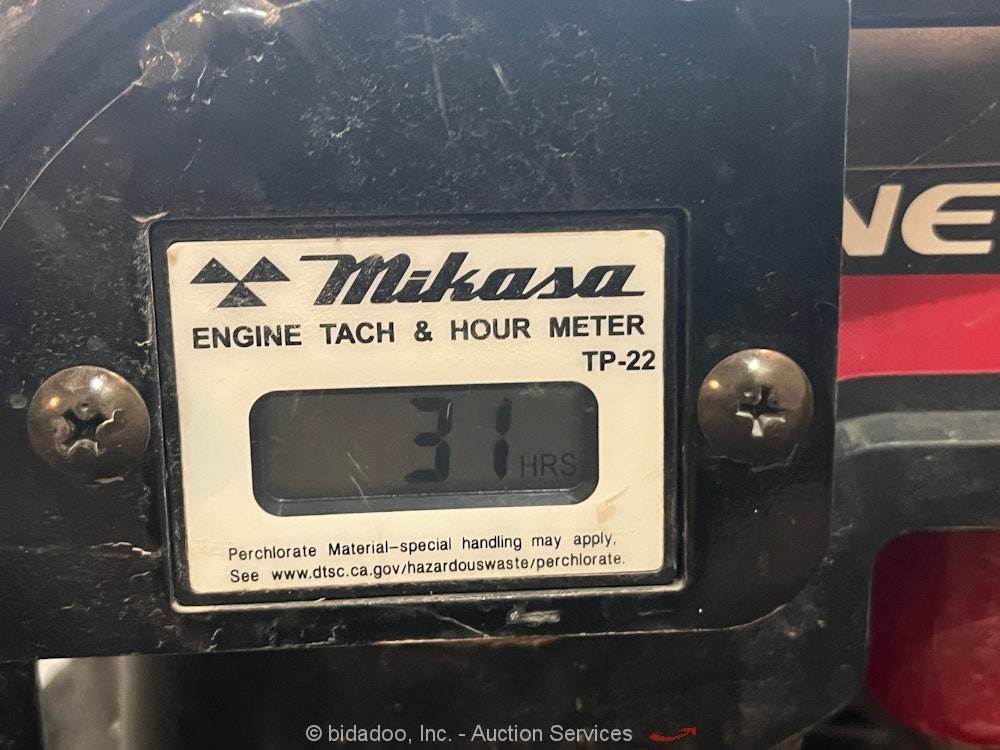 Mikasa
ENGINE TACH & HOUR METER
TP-22
31 HRS
Perchlorate Material-special handling may apply,
See www.dtsc.ca.gov/hazardouswaste/perchlorate.
NE
© bidadoo, Inc. - Auction Services